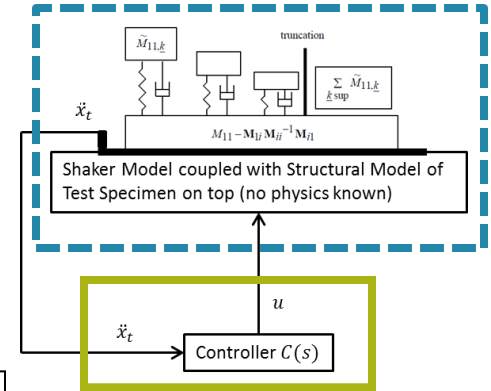 truncation
M̃₁₁,k̲
Σ M̃₁₁,k̲
k̲ sup
ẍₜ
M₁₁ − M₁ᵢ Mᵢᵢ⁻¹ Mᵢ₁
Shaker Model coupled with Structural Model of
Test Specimen on top (no physics known)
u
ẍₜ
Controller C(s)